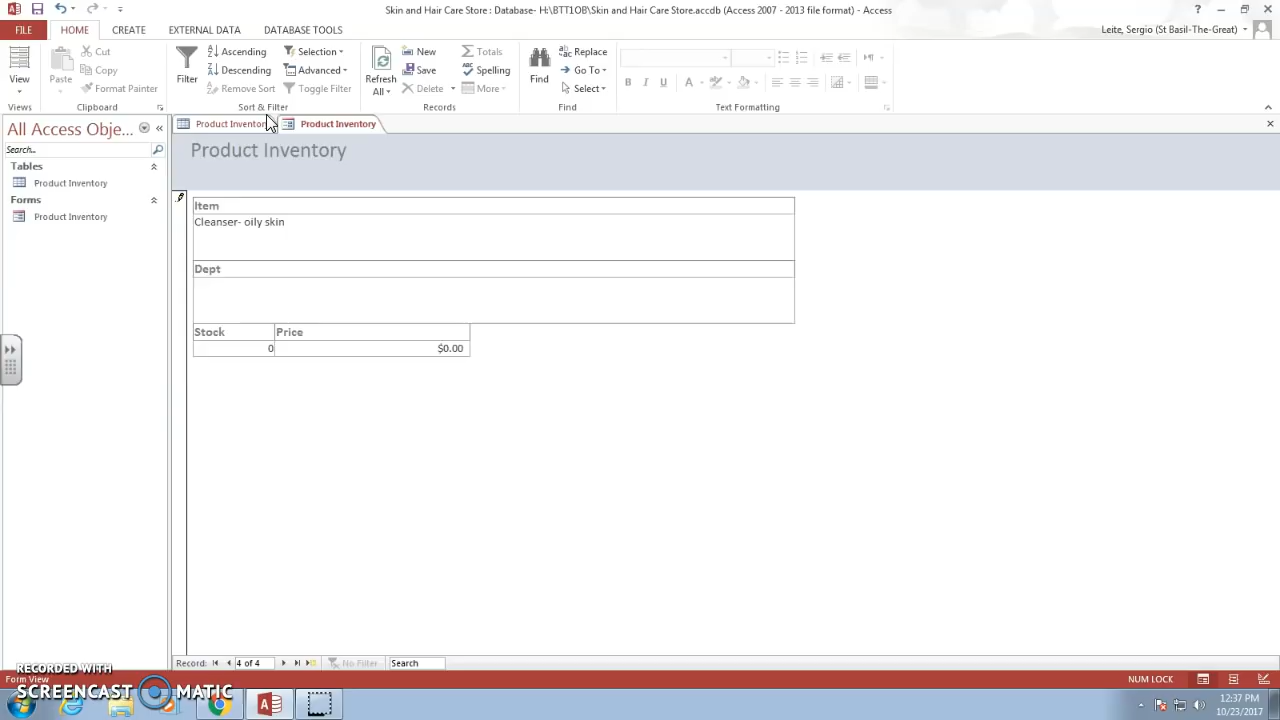 Skin and Hair Care Store : Database- H:\BTT1OB\Skin and Hair Care Store.accdb (Access 2007 - 2013 file format) - Access
FILE HOME CREATE EXTERNAL DATA DATABASE TOOLS
Leite, Sergio (St Basil-The-Great)
View
Views
Paste
Cut
Copy
Format Painter
Clipboard
Filter
Ascending
Descending
Remove Sort
Selection
Advanced
Toggle Filter
Sort & Filter
Refresh
All
New
Save
Delete
Totals
Spelling
More
Records
Find
Replace
Go To
Select
Find
B I U
A
Text Formatting
All Access Obje...
Search..
Tables
Product Inventory
Forms
Product Inventory
Product Inventory
Product Inventory
Product Inventory
Item
Cleanser- oily skin
Dept
Stock Price
0 $0.00
Record: 4 of 4 No Filter Search
Form View
NUM LOCK
RECORDED WITH
SCREENCAST MATIC
12:37 PM
10/23/2017